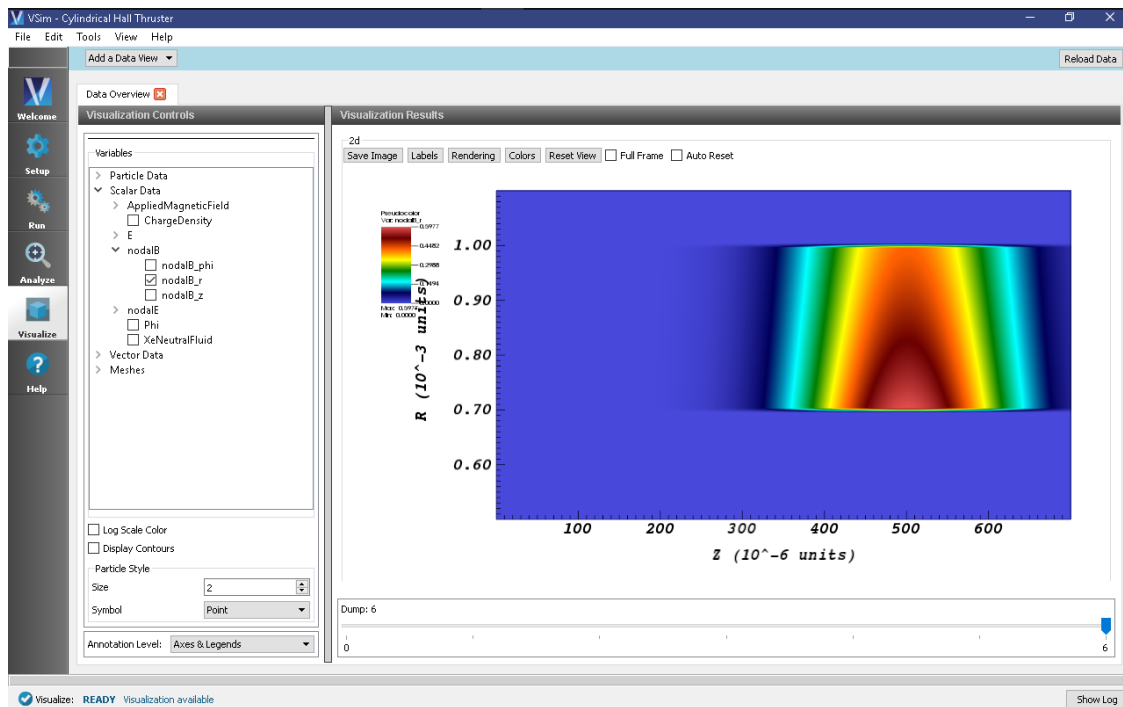 VSim - Cylindrical Hall Thruster
File Edit Tools View Help
Add a Data View
Reload Data
Welcome
Setup
Run
Analyze
Visualize
Help
Data Overview
Visualization Controls
Variables
Particle Data
Scalar Data
AppliedMagneticField
ChargeDensity
E
nodalB
nodalB_phi
nodalB_r
nodalB_z
nodalE
Phi
XeNeutralFluid
Vector Data
Meshes
Log Scale Color
Display Contours
Particle Style
Size 2
Symbol Point
Annotation Level: Axes & Legends
Visualization Results
2d
Save Image Labels Rendering Colors Reset View Full Frame Auto Reset
Pseudocolor
Var: nodalB_r
0.5977
0.4482
0.2988
0.0000
Min: 0.0000
R (10^-3 units)
1.00
0.90
0.80
0.70
0.60
100 200 300 400 500 600
Z (10^-6 units)
Dump: 6
0 6
Visualize: READY Visualization available
Show Log